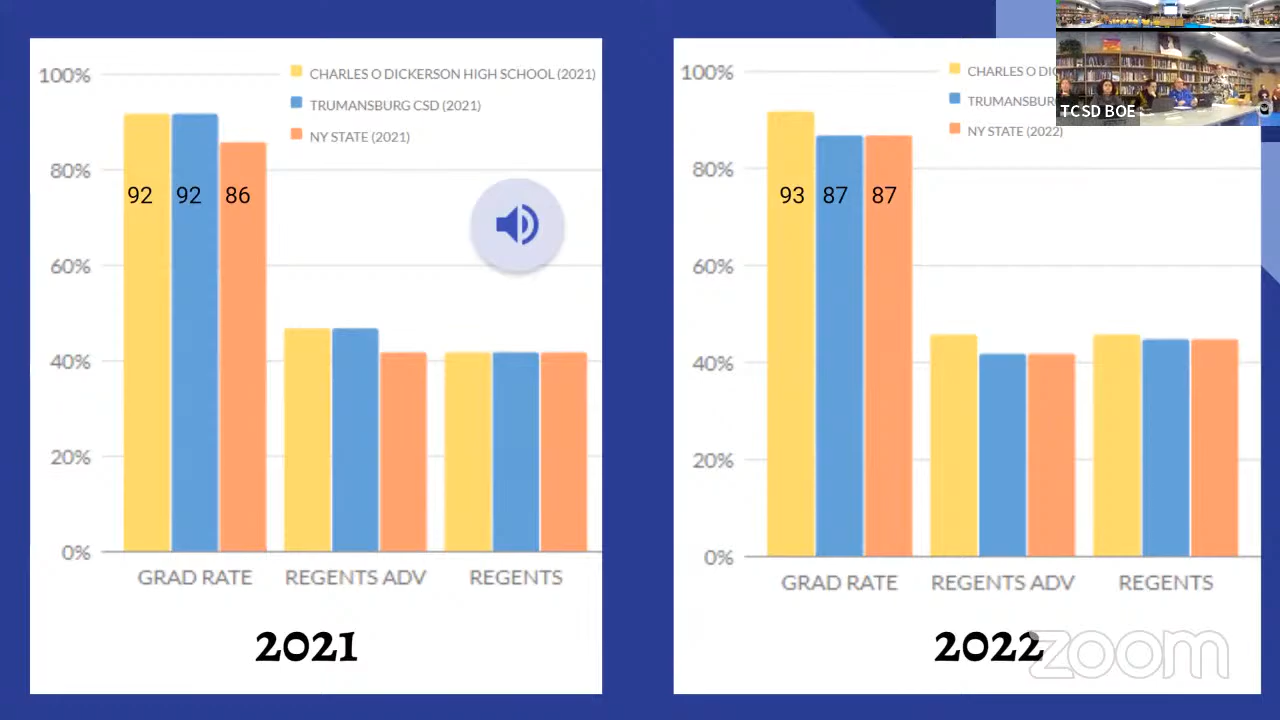 100%
80%
60%
40%
20%
0%
CHARLES O DICKERSON HIGH SCHOOL (2021)
TRUMANSBURG CSD (2021)
NY STATE (2021)
92 92 86
GRAD RATE REGENTS ADV REGENTS
2021
100%
80%
60%
40%
20%
0%
CHARLES O
TRUMANSBURG
NY STATE (2022)
93 87 87
GRAD RATE REGENTS ADV REGENTS
2022
TCSD BOE
zoom